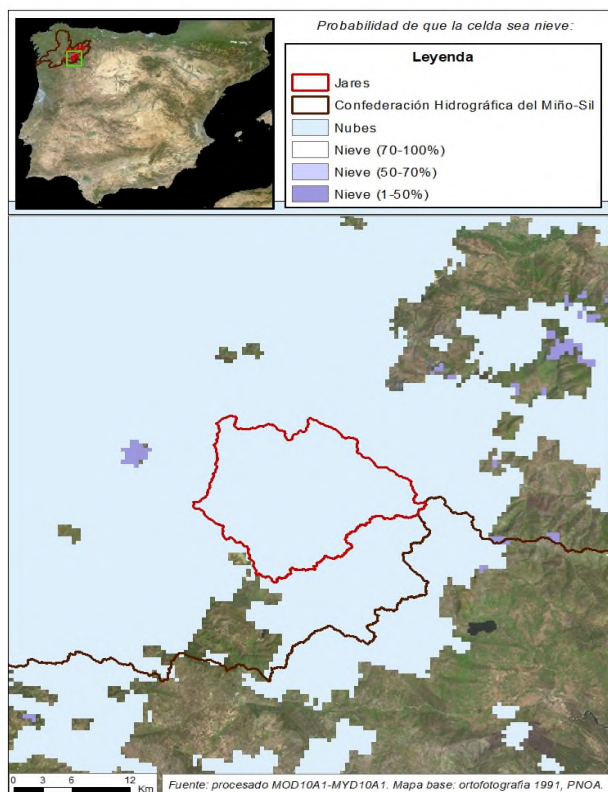 Probabilidad de que la celda sea nieve:
Leyenda
Jares
Confederación Hidrográfica del Miño-Sil
Nubes
Nieve (70-100%)
Nieve (50-70%)
Nieve (1-50%)
0 3 6 12
Km
Fuente: procesado MOD10A1-MYD10A1. Mapa base: ortofotografía 1991, PNOA.